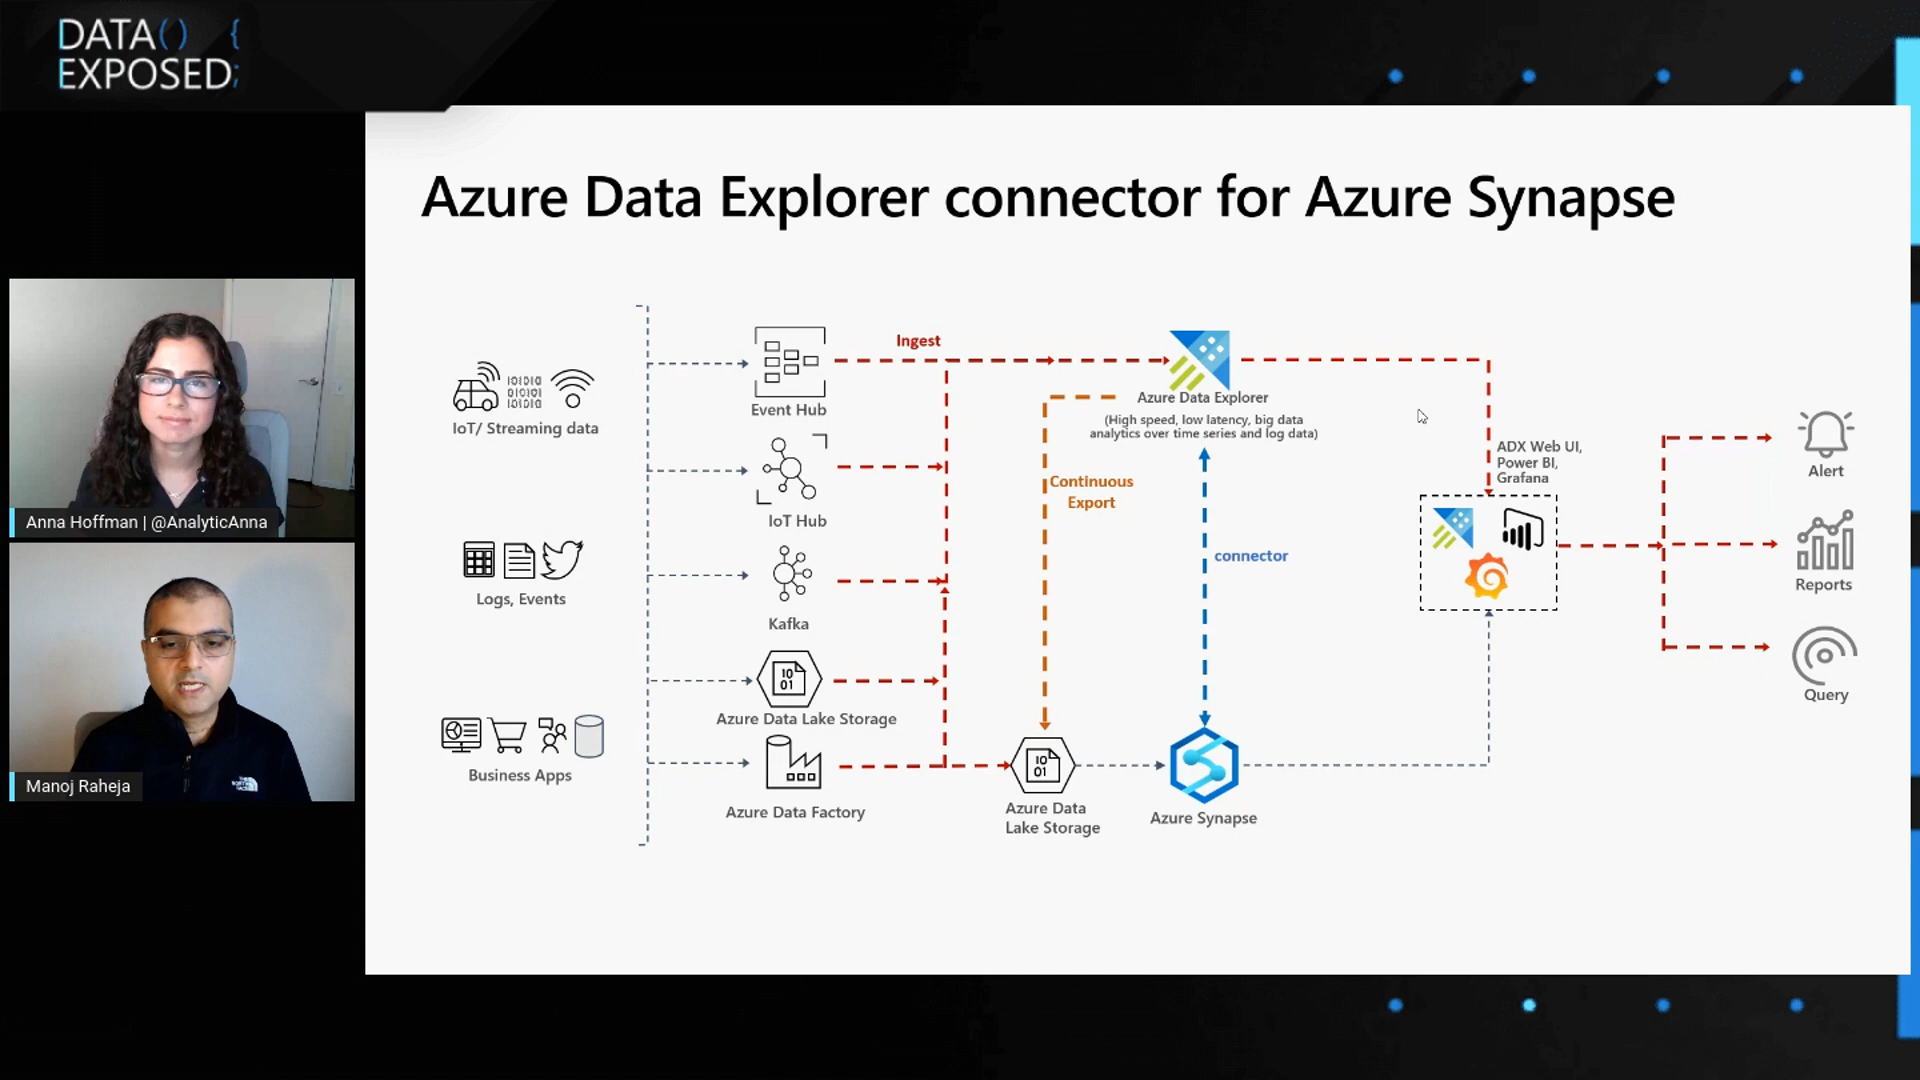 DATA() {
EXPOSED;
Azure Data Explorer connector for Azure Synapse
Anna Hoffman | @AnalyticAnna
Manoj Raheja
IoT/ Streaming data
Logs, Events
Business Apps
Event Hub
IoT Hub
Kafka
Azure Data Lake Storage
Azure Data Factory
Ingest
Azure Data Explorer
(High speed, low latency, big data
analytics over time series and log data)
Continuous
Export
connector
Azure Data
Lake Storage
Azure Synapse
ADX Web UI,
Power BI,
Grafana
Alert
Reports
Query